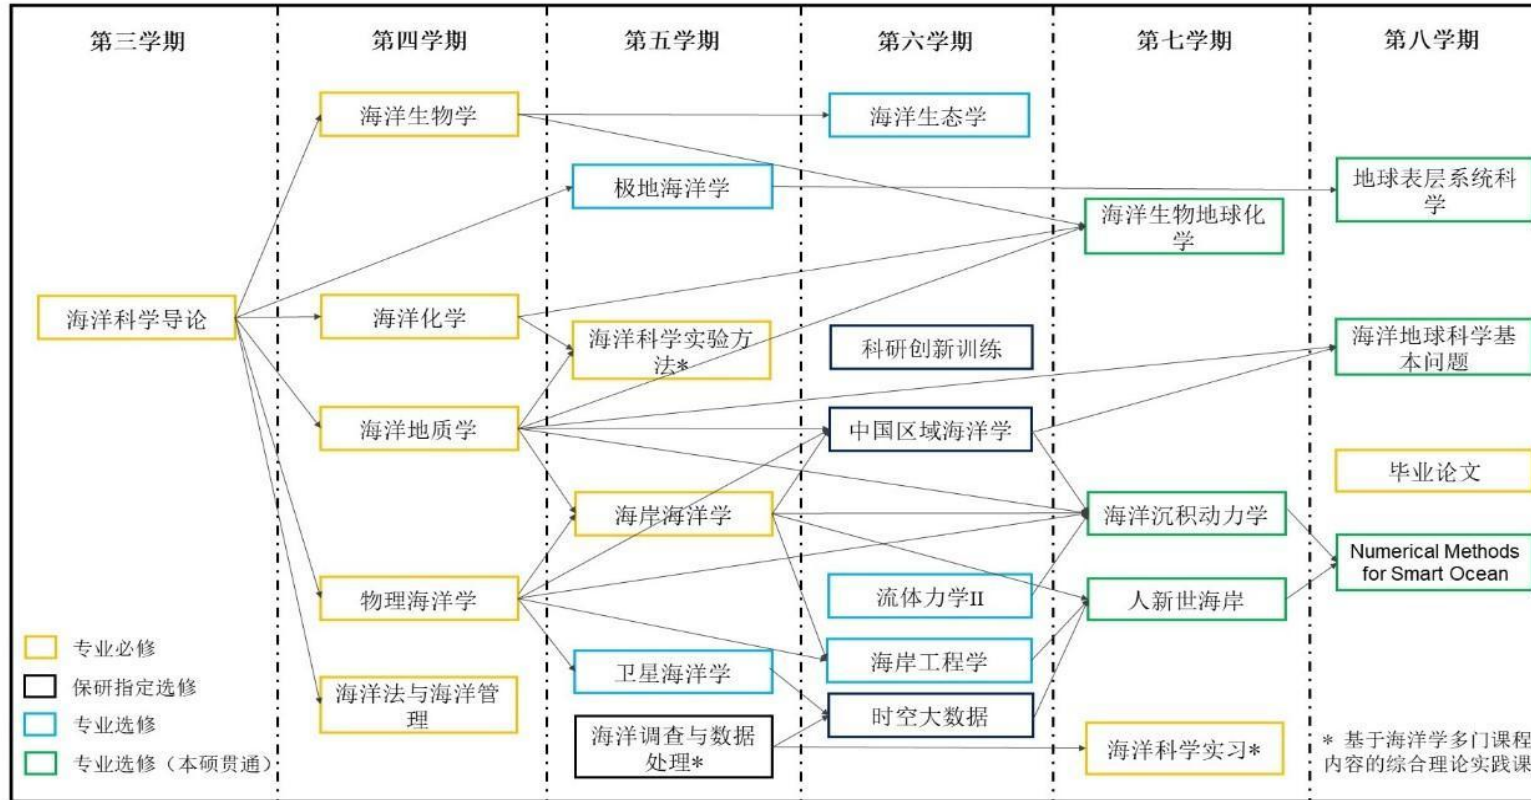 第三学期
第四学期
第五学期
第六学期
第七学期
第八学期
海洋科学导论
海洋生物学
海洋化学
海洋地质学
物理海洋学
海洋法与海洋管
理
极地海洋学
海洋科学实验方
法*
海岸海洋学
卫星海洋学
海洋调查与数据
处理*
海洋生态学
科研创新训练
中国区域海洋学
流体力学II
海岸工程学
时空大数据
海洋生物地球化
学
海洋沉积动力学
人新世海岸
海洋科学实习*
地球表层系统科
学
海洋地球科学基
本问题
毕业论文
Numerical Methods
for Smart Ocean
专业必修
保研指定选修
专业选修
专业选修（本硕贯通）
* 基于海洋学多门课程
内容的综合理论实践课